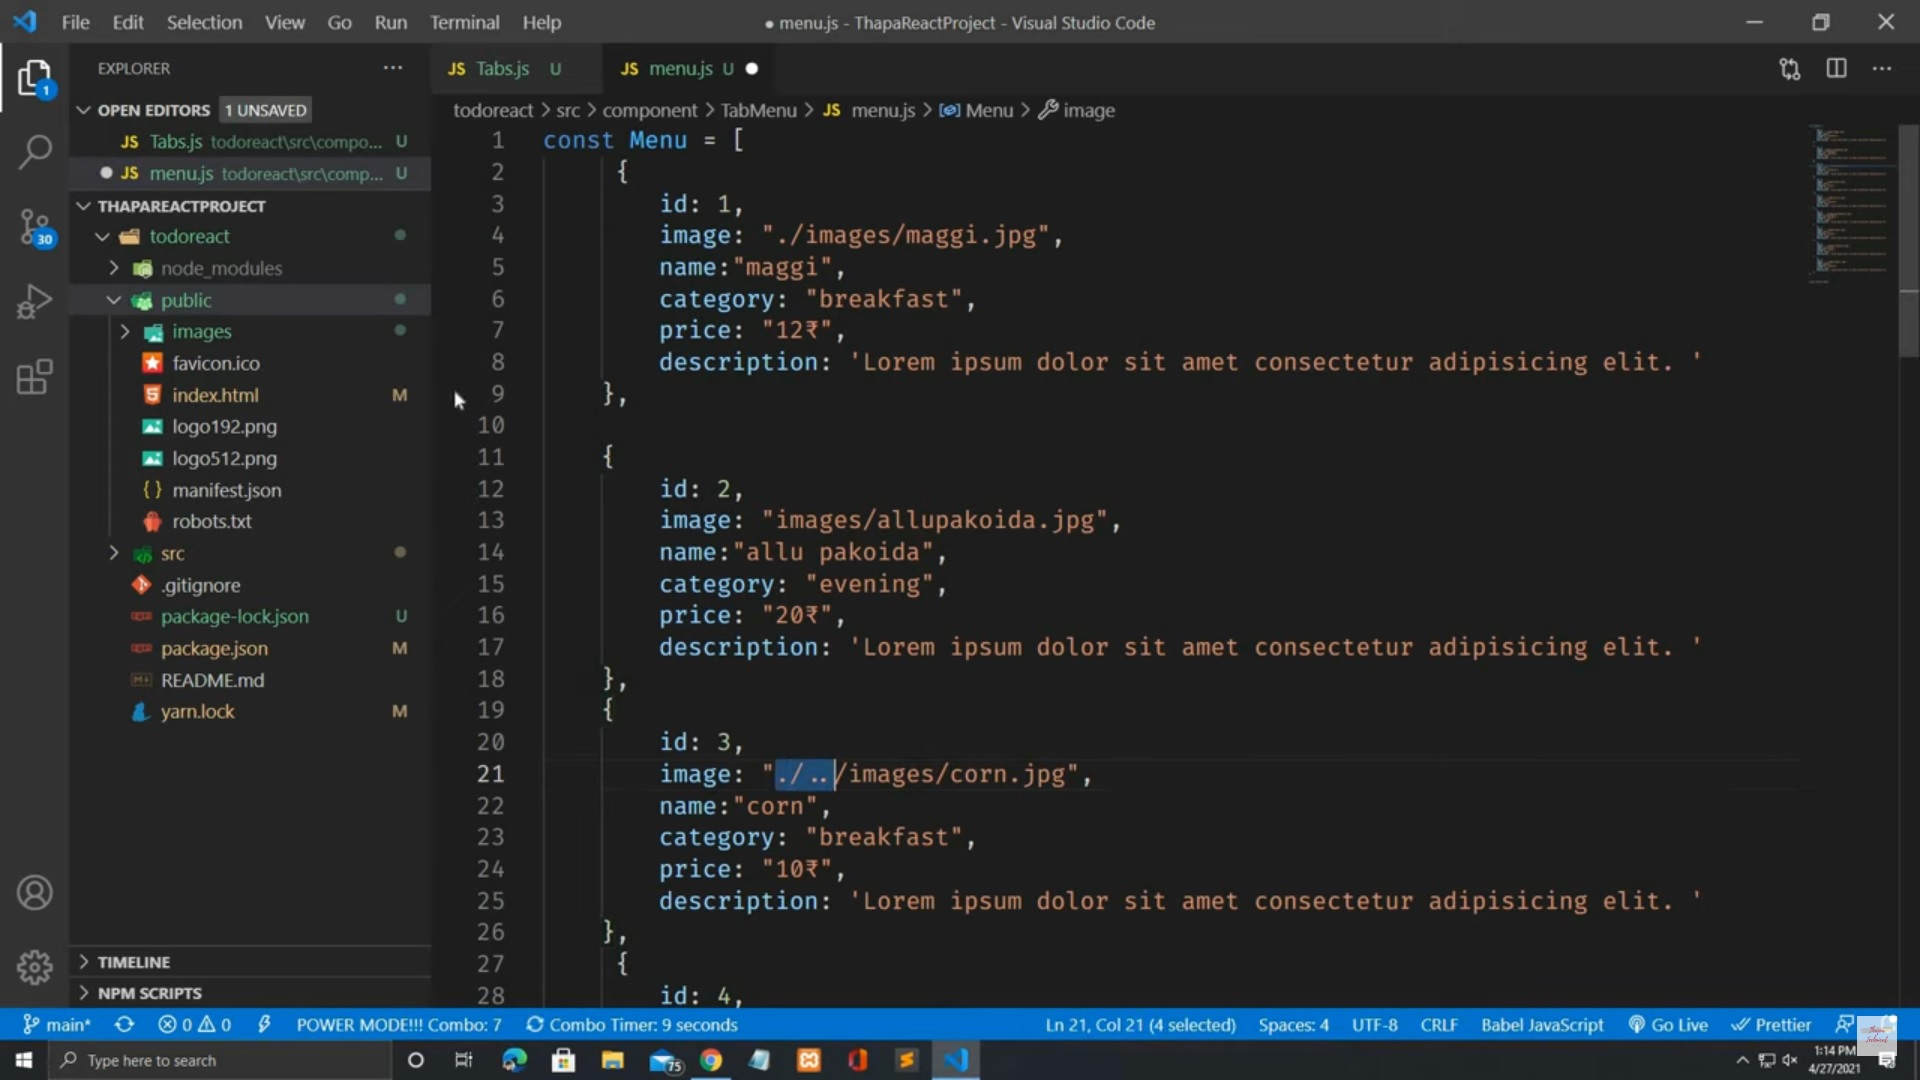 File Edit Selection View Go Run Terminal Help
● menu.js - ThapaReactProject - Visual Studio Code
EXPLORER
OPEN EDITORS 1 UNSAVED
JS Tabs.js todoreact\src\compo... U
JS menu.js todoreact\src\comp... U
THAPAREACTPROJECT
todoreact
node_modules
public
images
favicon.ico
index.html M
logo192.png
logo512.png
manifest.json
robots.txt
src
.gitignore
package-lock.json U
package.json M
README.md
yarn.lock M
TIMELINE
NPM SCRIPTS
1
30
JS Tabs.js U
JS menu.js U
todoreact > src > component > TabMenu > JS menu.js > Menu > image
1 const Menu = [
2 {
3 id: 1,
4 image: "./images/maggi.jpg",
5 name:"maggi",
6 category: "breakfast",
7 price: "12₹",
8 description: 'Lorem ipsum dolor sit amet consectetur adipisicing elit. '
9 },
10
11 {
12 id: 2,
13 image: "images/allupakoida.jpg",
14 name:"allu pakoida",
15 category: "evening",
16 price: "20₹",
17 description: 'Lorem ipsum dolor sit amet consectetur adipisicing elit. '
18 },
19 {
20 id: 3,
21 image: "./../images/corn.jpg",
22 name:"corn",
23 category: "breakfast",
24 price: "10₹",
25 description: 'Lorem ipsum dolor sit amet consectetur adipisicing elit. '
26 },
27 {
28 id: 4,
main* 0 0 POWER MODE!!! Combo: 7 Combo Timer: 9 seconds Ln 21, Col 21 (4 selected) Spaces: 4 UTF-8 CRLF Babel JavaScript Go Live Prettier
Type here to search
75
1:14 PM
4/27/2021